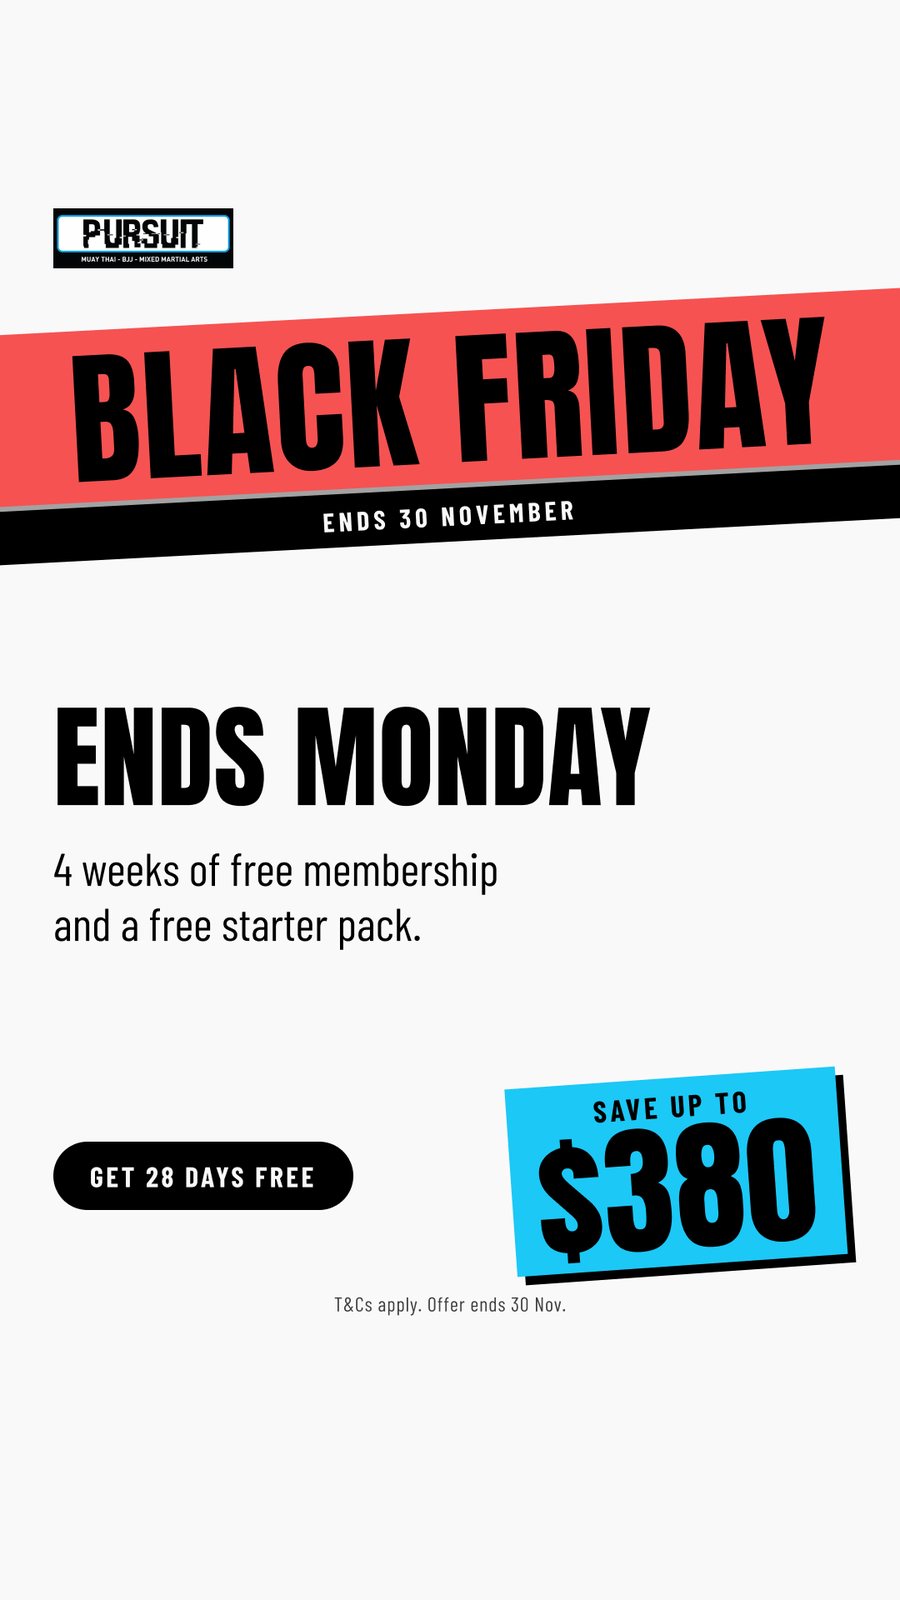 PURSUIT
MUAY THAI - BJJ - MIXED MARTIAL ARTS
BLACK FRIDAY
ENDS 30 NOVEMBER
ENDS MONDAY
4 weeks of free membership
and a free starter pack.
GET 28 DAYS FREE
SAVE UP TO
$380
T&Cs apply. Offer ends 30 Nov.